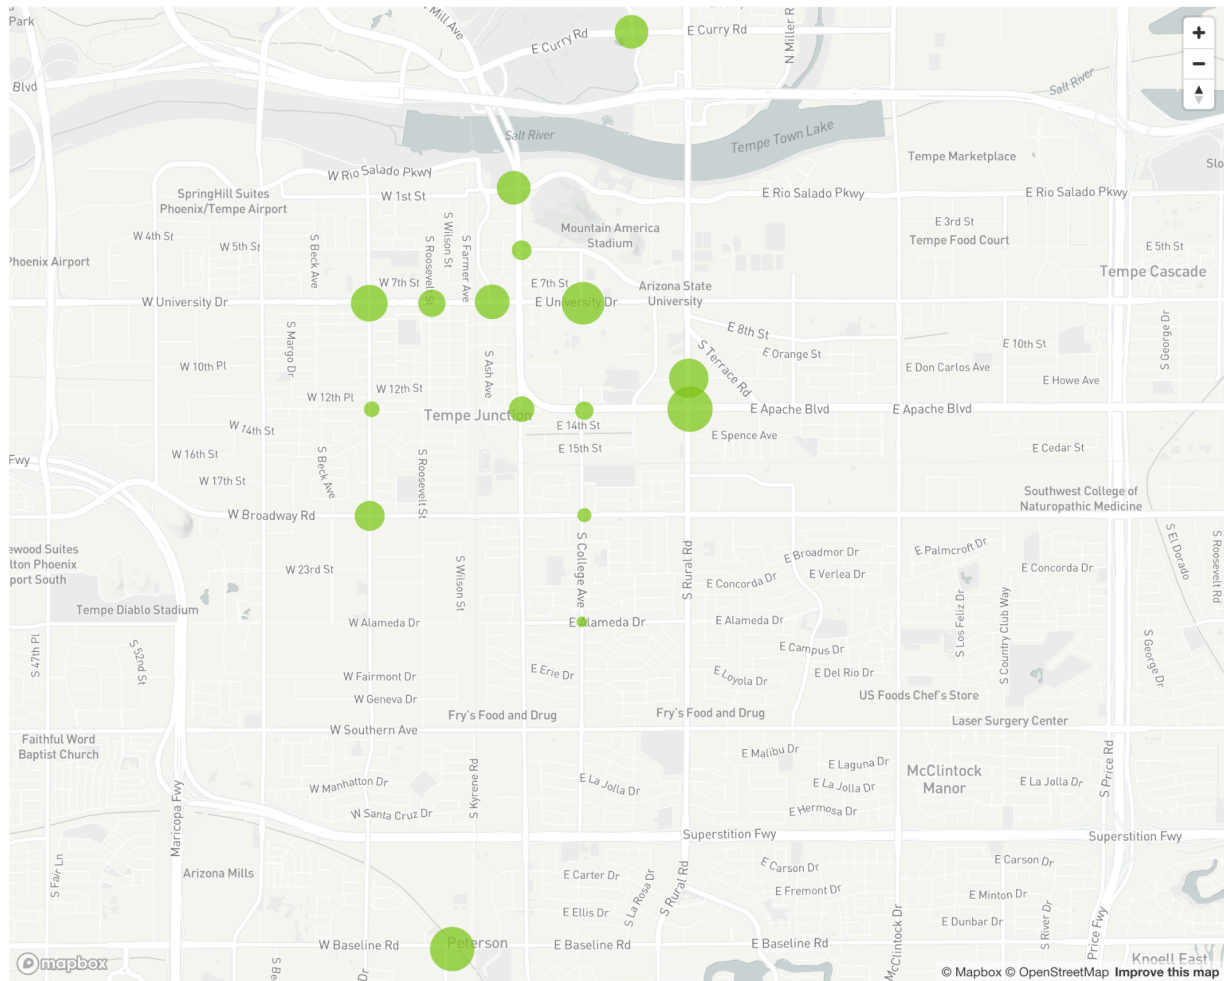 Park
N Mill Ave
E Curry Rd
E Curry Rd
N Miller R
Blvd
Salt River
Salt River
Tempe Town Lake
Tempe Marketplace
Slo
W Rio Salado Pkwy
SpringHill Suites
Phoenix/Tempe Airport
W 1st St
E Rio Salado Pkwy
E Rio Salado Pkwy
W 4th St
W 5th St
S Beck Ave
S Roosevelt St
S Wilson St
S Farmer Ave
Mountain America
Stadium
E 3rd St
Tempe Food Court
E 5th St
Phoenix Airport
Tempe Cascade
W 7th St
E 7th St
Arizona State
University
W University Dr
E University Dr
S Margo Dr
E 8th St
S Terrace Rd
E Orange St
E 10th St
S George Dr
W 10th Pl
S Ash Ave
E Don Carlos Ave
E Howe Ave
W 12th St
W 12th Pl
Tempe Junction
E Apache Blvd
E Apache Blvd
W 14th St
E 14th St
E Spence Ave
E 15th St
E Cedar St
W 16th St
Fwy
S Beck Ave
S Roosevelt St
W 17th St
Southwest College of
Naturopathic Medicine
W Broadway Rd
ewood Suites
lton Phoenix
port South
S College Ave
S Rural Rd
S El Dorado
S Roosevelt Rd
E Broadmor Dr
E Palmcroft Dr
W 23rd St
S Wilson St
E Concorda Dr
E Verlea Dr
E Concorda Dr
Tempe Diablo Stadium
S Los Feliz Dr
S Country Club Way
W Alameda Dr
E Alameda Dr
E Alameda Dr
S 47th Pl
S 52nd St
E Campus Dr
S George Dr
W Fairmont Dr
E Erie Dr
E Loyola Dr
E Del Rio Dr
W Geneva Dr
US Foods Chef's Store
Fry's Food and Drug
Fry's Food and Drug
Laser Surgery Center
W Southern Ave
Faithful Word
Baptist Church
E Malibu Dr
S Price Rd
E Laguna Dr
McClintock
Manor
W Manhatton Dr
S Kyrene Rd
E La Jolla Dr
E La Jolla Dr
E La Jolla Dr
Maricopa Fwy
W Santa Cruz Dr
E Hermosa Dr
Superstition Fwy
Superstition Fwy
S Fair Ln
Arizona Mills
E Carter Dr
S La Rosa Dr
S Rural Rd
E Carson Dr
E Carson Dr
E Fremont Dr
E Minton Dr
E Ellis Dr
S River Dr
E Dunbar Dr
McClintock Dr
Price Fwy
W Baseline Rd
Peterson
E Baseline Rd
E Baseline Rd
Knoell East
S Be
Dr
mapbox
© Mapbox © OpenStreetMap Improve this map